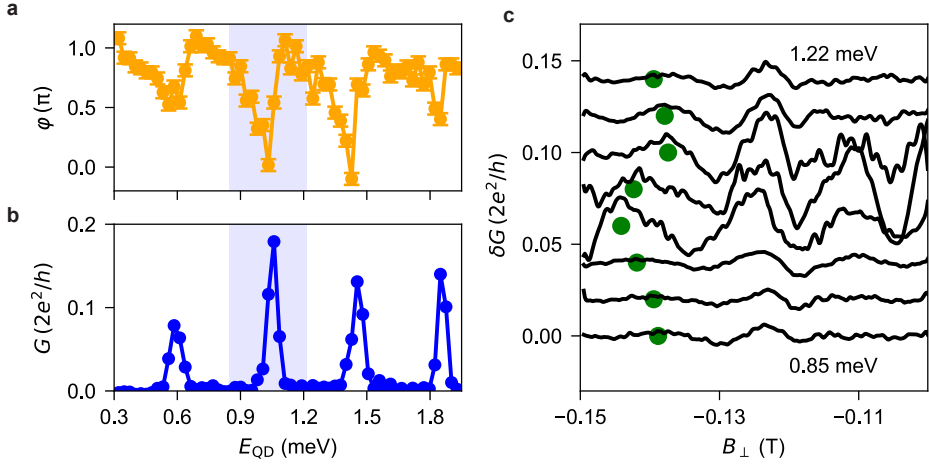 a
1.0
0.5
0.0
φ (π)
b
0.2
0.1
0.0
G (2e²/h)
0.3 0.6 0.9 1.2 1.5 1.8
E_QD (meV)
c
0.15
0.10
0.05
0.00
δG (2e²/h)
1.22 meV
0.85 meV
−0.15 −0.13 −0.11
B⊥ (T)